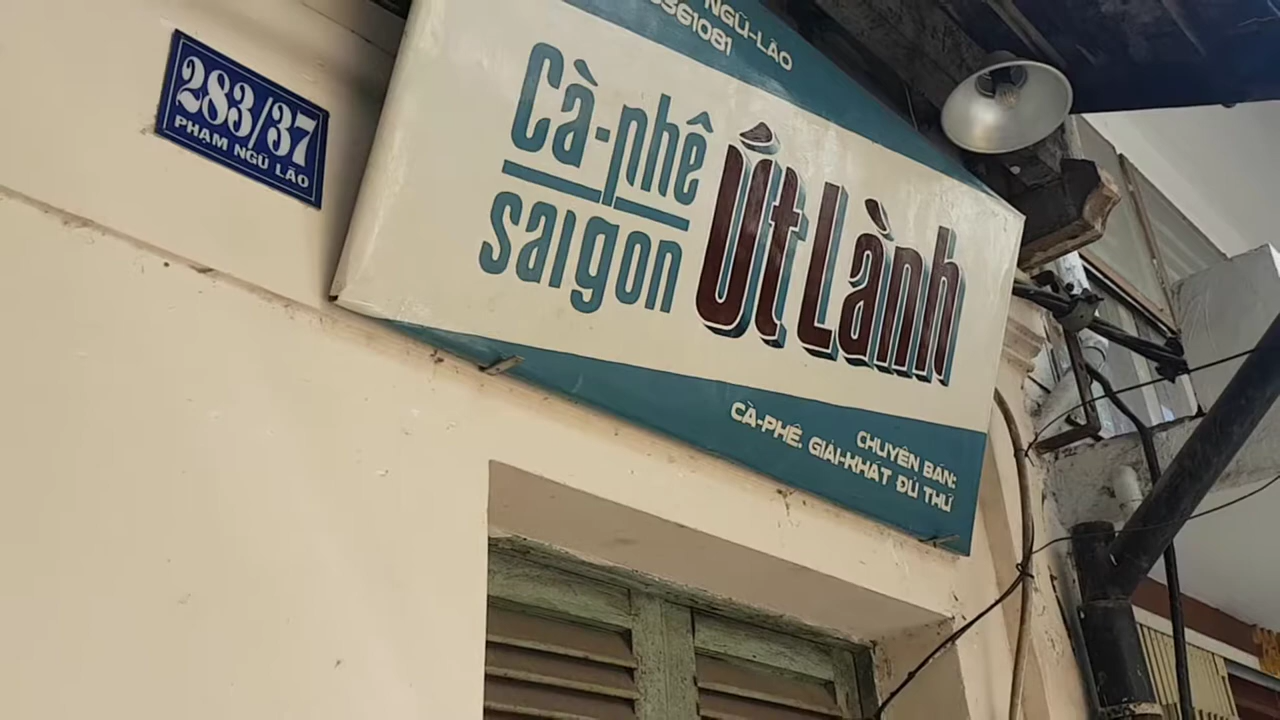 283/37
PHẠM NGŨ LÃO
NGŨ-LÃO
0361081
Cà-phê
saigon
Út Lành
CHUYÊN BÁN:
CÀ-PHÊ, GIẢI-KHÁT ĐỦ THỨ